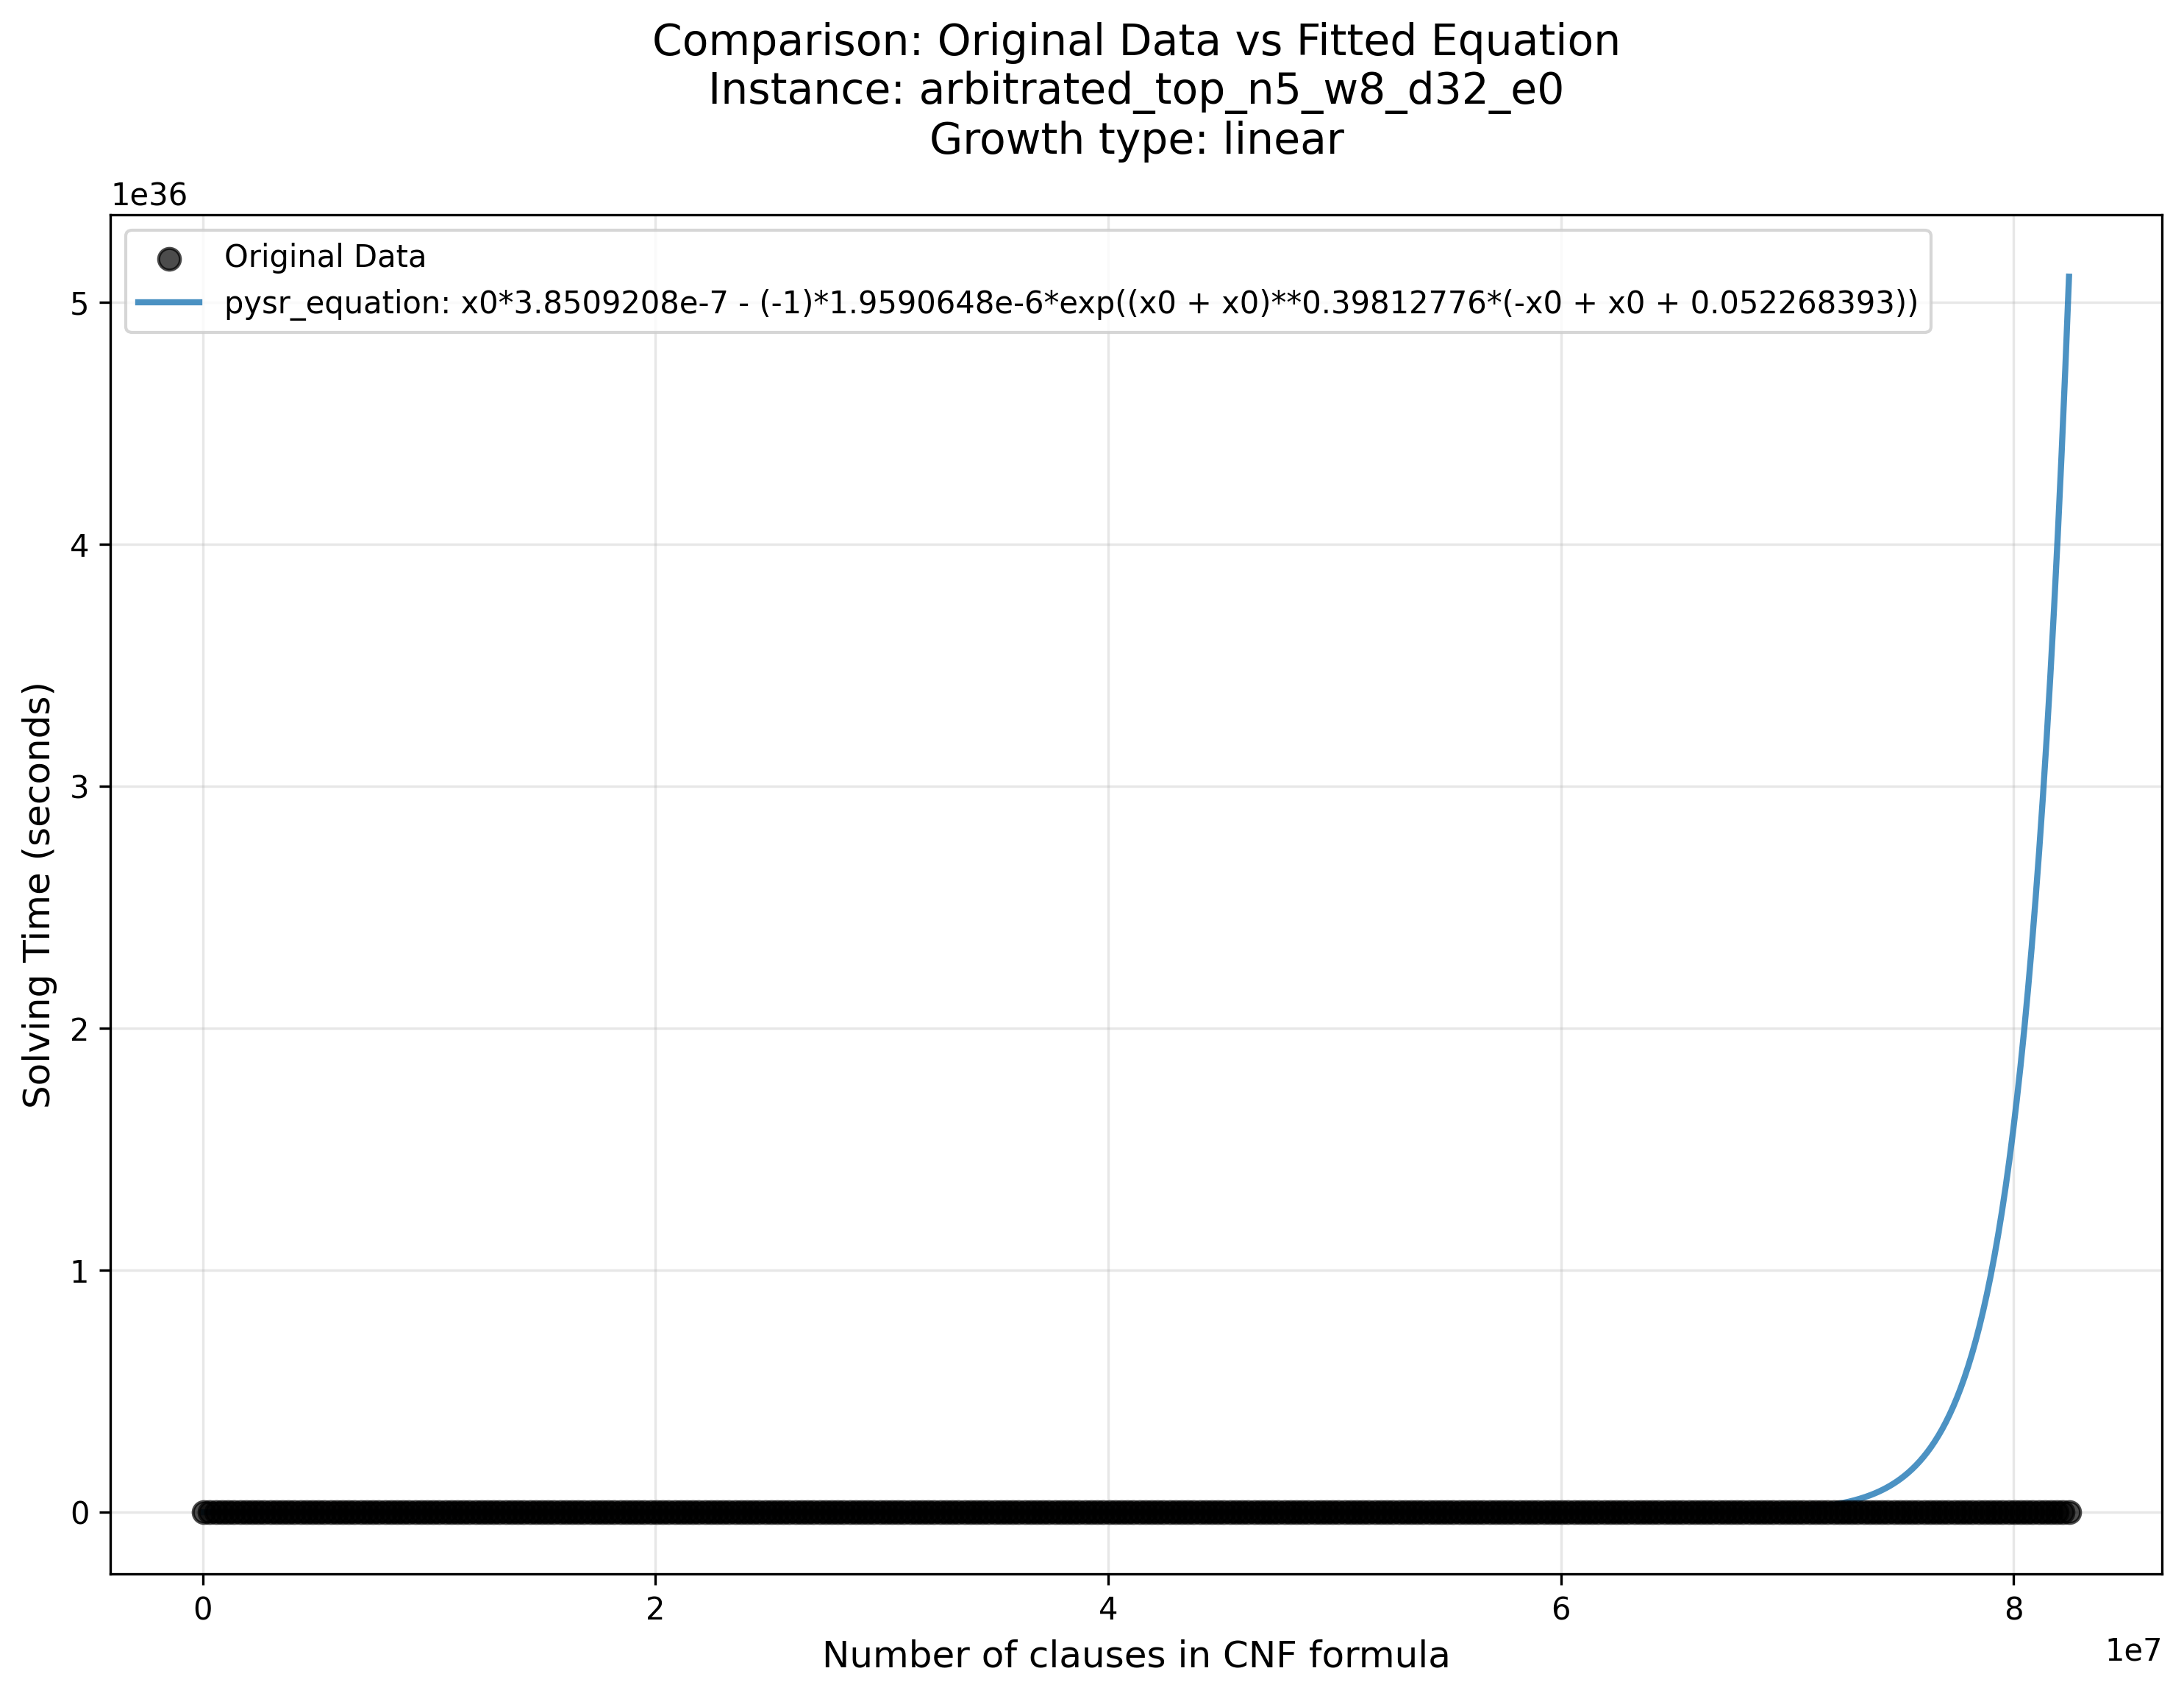 Comparison: Original Data vs Fitted Equation
Instance: arbitrated_top_n5_w8_d32_e0
Growth type: linear
1e36
Original Data
pysr_equation: x0*3.8509208e-7 - (-1)*1.9590648e-6*exp((x0 + x0)**0.39812776*(-x0 + x0 + 0.052268393))
5
4
3
2
1
0
Solving Time (seconds)
0 2 4 6 8
1e7
Number of clauses in CNF formula